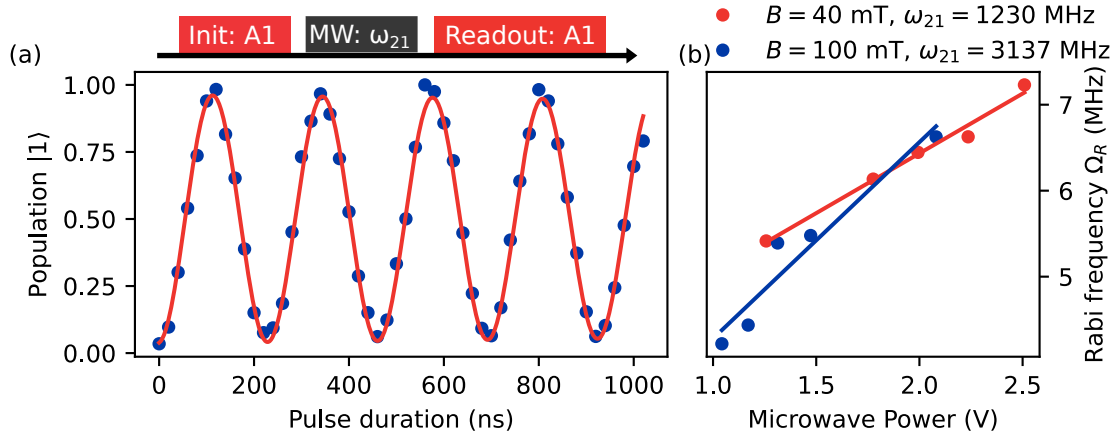 Init: A1
MW: ω21
Readout: A1
B = 40 mT, ω21 = 1230 MHz
B = 100 mT, ω21 = 3137 MHz
(a)
1.00
0.75
0.50
0.25
0.00
Population |1⟩
0
200
400
600
800
1000
Pulse duration (ns)
(b)
7
6
5
Rabi frequency ΩR (MHz)
1.0
1.5
2.0
2.5
Microwave Power (V)